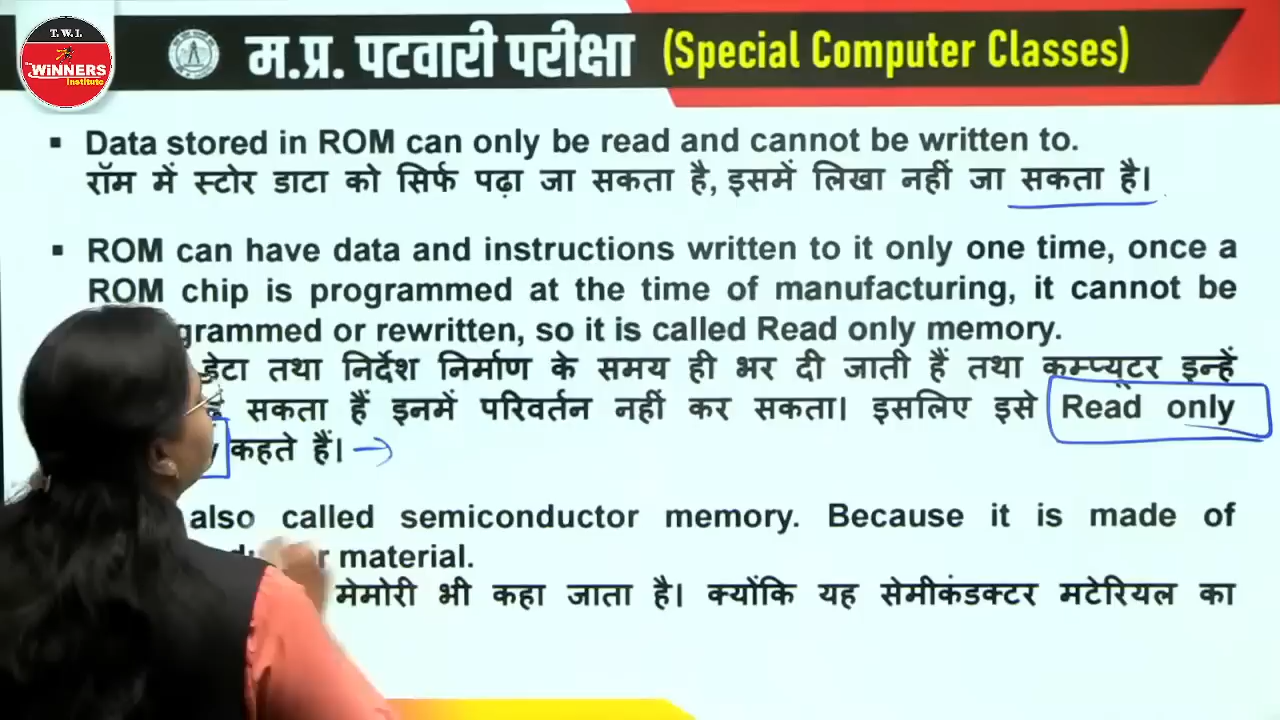 T.W.I.
WiNNERS
Institute
म.प्र. पटवारी परीक्षा (Special Computer Classes)
▪ Data stored in ROM can only be read and cannot be written to.
रॉम में स्टोर डाटा को सिर्फ पढ़ा जा सकता है, इसमें लिखा नहीं जा सकता है।
▪ ROM can have data and instructions written to it only one time, once a
ROM chip is programmed at the time of manufacturing, it cannot be
or rewritten, so it is called Read only memory.
डेटा तथा निर्देश निर्माण के समय ही भर दी जाती हैं तथा कम्प्यूटर इन्हें
सकता हैं इनमें परिवर्तन नहीं कर सकता। इसलिए इसे Read only
कहते हैं।
also called semiconductor memory. Because it is made of
material.
मेमोरी भी कहा जाता है। क्योंकि यह सेमीकंडक्टर मटेरियल का